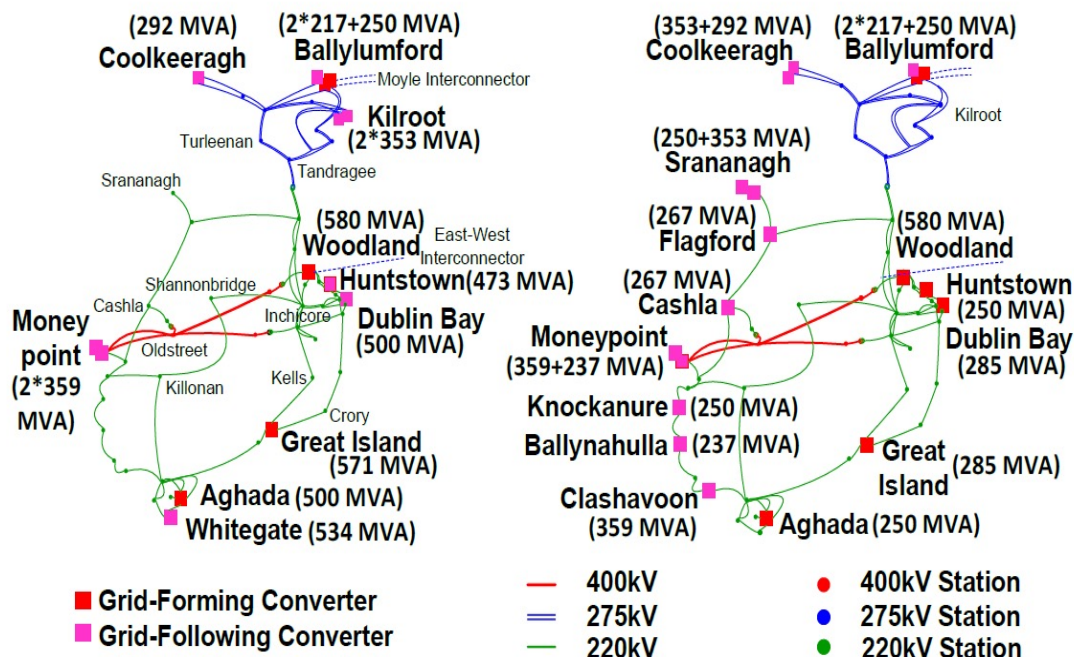 (292 MVA)
Coolkeeragh
(2*217+250 MVA)
Ballylumford
Moyle Interconnector
Kilroot
(2*353 MVA)
Turleenan
Tandragee
Srananagh
(580 MVA)
Woodland
East-West
Interconnector
Shannonbridge
Huntstown (473 MVA)
Cashla
Inchicore
Dublin Bay
(500 MVA)
Money
point
(2*359
MVA)
Oldstreet
Killonan
Kells
Crory
Great Island
(571 MVA)
Aghada (500 MVA)
Whitegate (534 MVA)
(353+292 MVA)
Coolkeeragh
(2*217+250 MVA)
Ballylumford
Kilroot
(250+353 MVA)
Srananagh
(267 MVA)
Flagford
(580 MVA)
Woodland
(267 MVA)
Cashla
Huntstown
(250 MVA)
Dublin Bay
(285 MVA)
Moneypoint
(359+237 MVA)
Knockanure (250 MVA)
Ballynahulla (237 MVA)
Great
Island
(285 MVA)
Clashavoon
(359 MVA)
Aghada (250 MVA)
Grid-Forming Converter
Grid-Following Converter
400kV
275kV
220kV
400kV Station
275kV Station
220kV Station